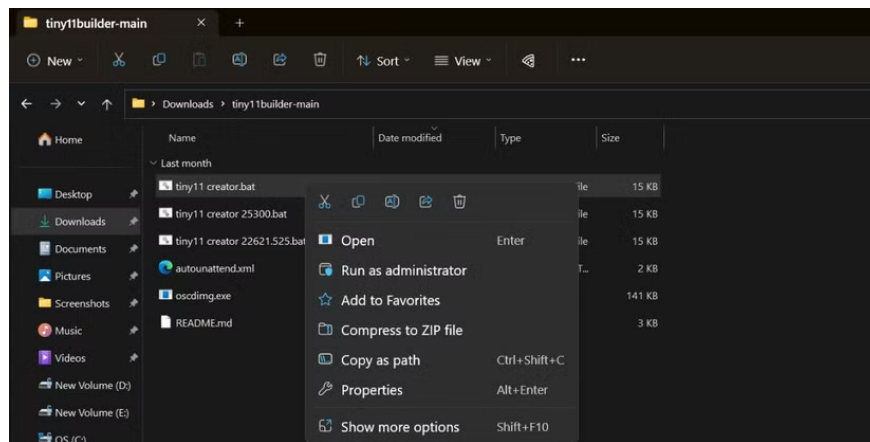 tiny11builder-main
New
Sort
View
Downloads
tiny11builder-main
Home
Desktop
Downloads
Documents
Pictures
Screenshots
Music
Videos
New Volume (D:)
New Volume (E:)
OS (C:)
Name
Date modified
Type
Size
Last month
tiny11 creator.bat
ile
15 KB
tiny11 creator 25300.bat
ile
15 KB
tiny11 creator 22621.525.bat
ile
15 KB
autounattend.xml
T...
2 KB
oscdimg.exe
141 KB
README.md
3 KB
Open Enter
Run as administrator
Add to Favorites
Compress to ZIP file
Copy as path Ctrl+Shift+C
Properties Alt+Enter
Show more options Shift+F10